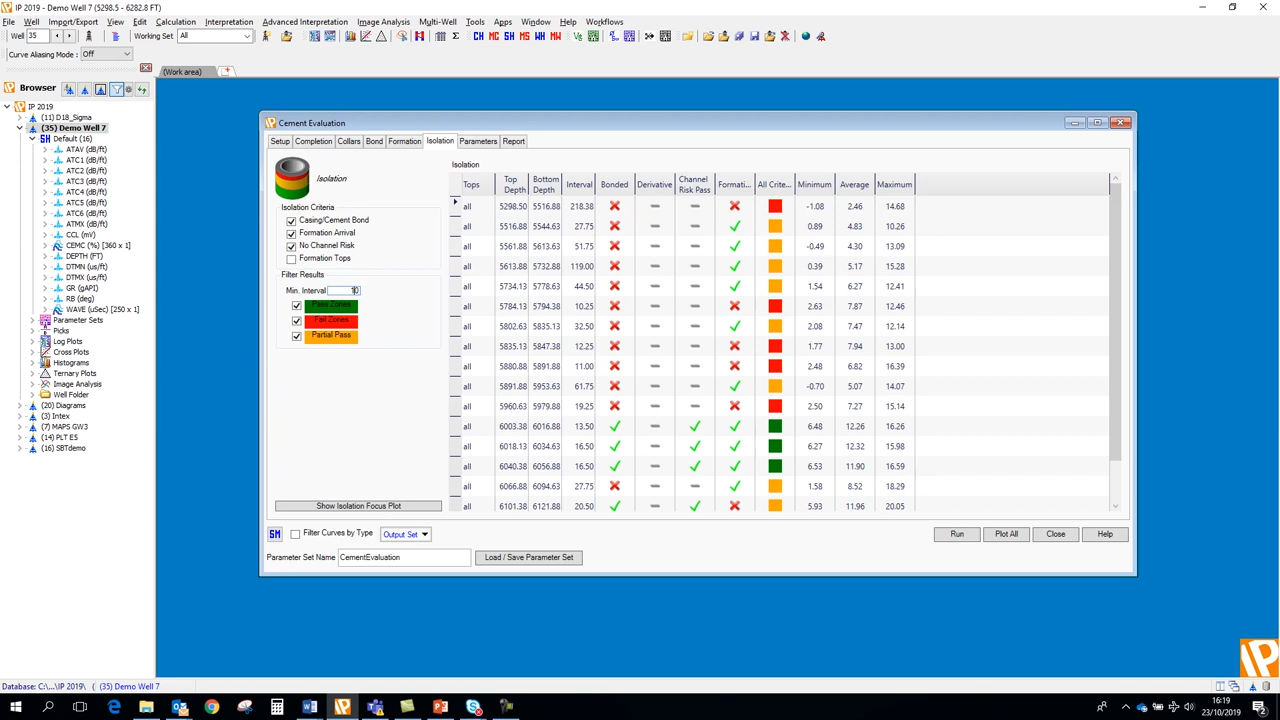 IP 2019 - Demo Well 7 (5298.5 - 6282.8 FT)
File Well Import/Export View Edit Calculation Interpretation Advanced Interpretation Image Analysis Multi-Well Tools Apps Window Help Workflows
Well 35 Working Set All CH MC SH MS WH MW
Curve Aliasing Mode : Off
(Work area)
Browser
IP 2019
(11) D18_Sigma
(35) Demo Well 7
SH Default (16)
ATAV (dB/ft)
ATC1 (dB/ft)
ATC2 (dB/ft)
ATC3 (dB/ft)
ATC4 (dB/ft)
ATC5 (dB/ft)
ATC6 (dB/ft)
ATMX (dB/ft)
CCL (mV)
CEMC (%) [360 x 1]
DEPTH (FT)
DTMN (us/ft)
DTMX (us/ft)
GR (gAPI)
RB (deg)
WAVE (uSec) [250 x 1]
Parameter Sets
Picks
Log Plots
Cross Plots
Histograms
Ternary Plots
Image Analysis
Well Folder
(20) Diagrams
(3) Intex
(7) MAPS GW3
(14) PLT E5
(16) SBTdemo
Cement Evaluation
Setup Completion Collars Bond Formation Isolation Parameters Report
Isolation
Isolation Criteria
Casing/Cement Bond
Formation Arrival
No Channel Risk
Formation Tops
Filter Results
Min. Interval 10
Pass Zones
Fail Zones
Partial Pass
Show Isolation Focus Plot
Isolation
Tops Top Depth Bottom Depth Interval Bonded Derivative Channel Risk Pass Formati... All Crite... Minimum Average Maximum
all 5298.50 5516.88 218.38 -1.08 2.46 14.68
all 5516.88 5544.63 27.75 0.89 4.83 10.26
all 5561.88 5613.63 51.75 -0.49 4.30 13.09
all 5613.88 5732.88 119.00 0.39 5.17 15.28
all 5734.13 5778.63 44.50 1.54 6.27 12.41
all 5784.13 5794.38 10.25 2.63 7.87 12.46
all 5802.63 5835.13 32.50 2.08 7.47 12.14
all 5835.13 5847.38 12.25 1.77 7.94 13.00
all 5880.88 5891.88 11.00 2.48 6.82 16.39
all 5891.88 5953.63 61.75 -0.70 5.07 14.07
all 5960.63 5979.88 19.25 2.50 7.27 15.14
all 6003.38 6016.88 13.50 6.48 12.26 16.26
all 6018.13 6034.63 16.50 6.27 12.32 15.98
all 6040.38 6056.88 16.50 6.53 11.90 16.59
all 6066.88 6094.63 27.75 1.58 8.52 18.29
all 6101.38 6121.88 20.50 5.93 11.96 20.05
SM Filter Curves by Type Output Set Run Plot All Close Help
Parameter Set Name CementEvaluation Load / Save Parameter Set
Database: C:\...\IP 2019\ ( (35) Demo Well 7
16:19
23/10/2019